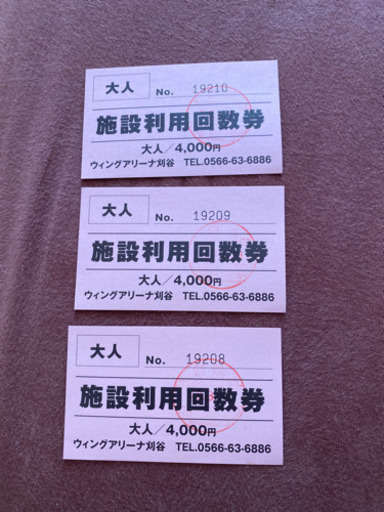 大人 No. 19210
施設利用回数券
大人／4,000円
ウィングアリーナ刈谷 TEL.0566-63-6886
大人 No. 19209
施設利用回数券
大人／4,000円
ウィングアリーナ刈谷 TEL.0566-63-6886
大人 No. 19208
施設利用回数券
大人／4,000円
ウィングアリーナ刈谷 TEL.0566-63-6886